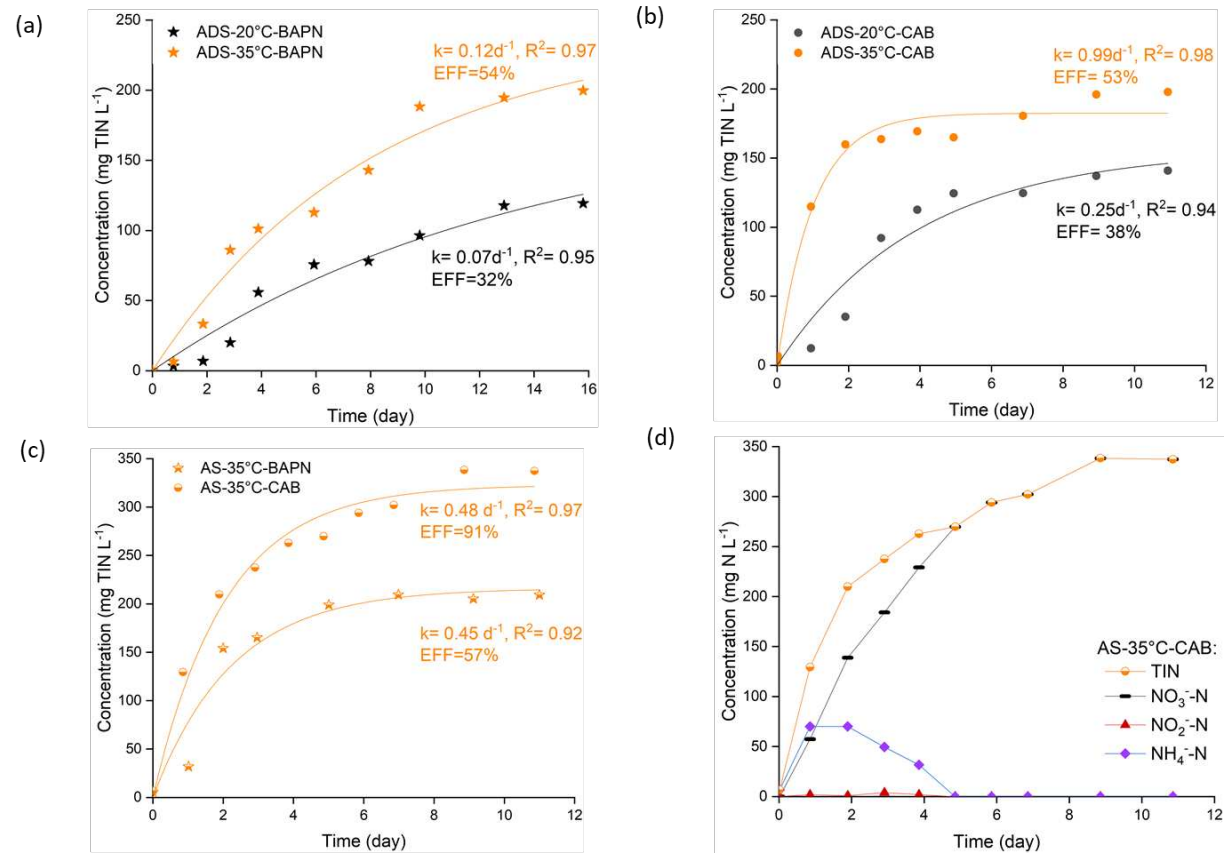 (a)
250
200
150
100
50
0
Concentration (mg TIN L⁻¹)
ADS-20°C-BAPN
ADS-35°C-BAPN
k= 0.12d⁻¹, R²= 0.97
EFF=54%
k= 0.07d⁻¹, R²= 0.95
EFF=32%
0 2 4 6 8 10 12 14 16
Time (day)
(b)
250
200
150
100
50
0
Concentration (mg TIN L⁻¹)
ADS-20°C-CAB
ADS-35°C-CAB
k= 0.99d⁻¹, R²= 0.98
EFF= 53%
k= 0.25d⁻¹, R²= 0.94
EFF= 38%
0 2 4 6 8 10 12
Time (day)
(c)
350
300
250
200
150
100
50
0
Concentration (mg TIN L⁻¹)
AS-35°C-BAPN
AS-35°C-CAB
k= 0.48 d⁻¹, R²= 0.97
EFF=91%
k= 0.45 d⁻¹, R²= 0.92
EFF=57%
0 2 4 6 8 10 12
Time (day)
(d)
350
300
250
200
150
100
50
0
Concentration (mg N L⁻¹)
AS-35°C-CAB:
TIN
NO₃⁻-N
NO₂⁻-N
NH₄⁻-N
0 2 4 6 8 10 12
Time (day)